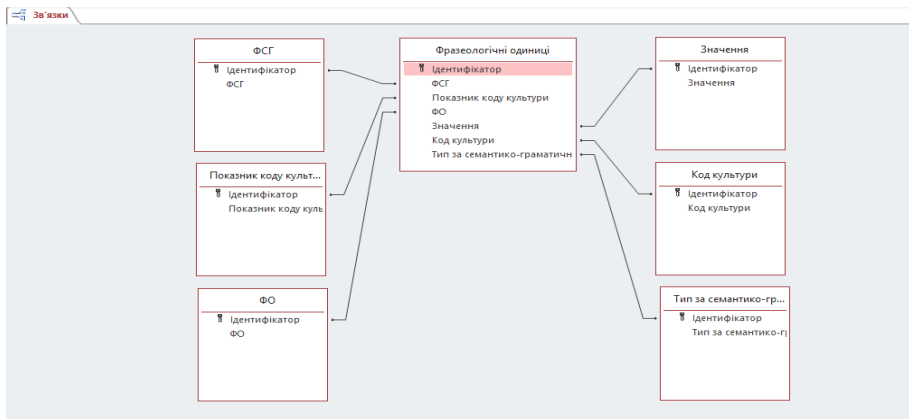 Зв'язки
ФСГ
Ідентифікатор
ФСГ
Показник коду культ...
Ідентифікатор
Показник коду куль
ФО
Ідентифікатор
ФО
Фразеологічні одиниці
Ідентифікатор
ФСГ
Показник коду культури
ФО
Значення
Код культури
Тип за семантико-граматичн
Значення
Ідентифікатор
Значення
Код культури
Ідентифікатор
Код культури
Тип за семантико-гр...
Ідентифікатор
Тип за семантико-г